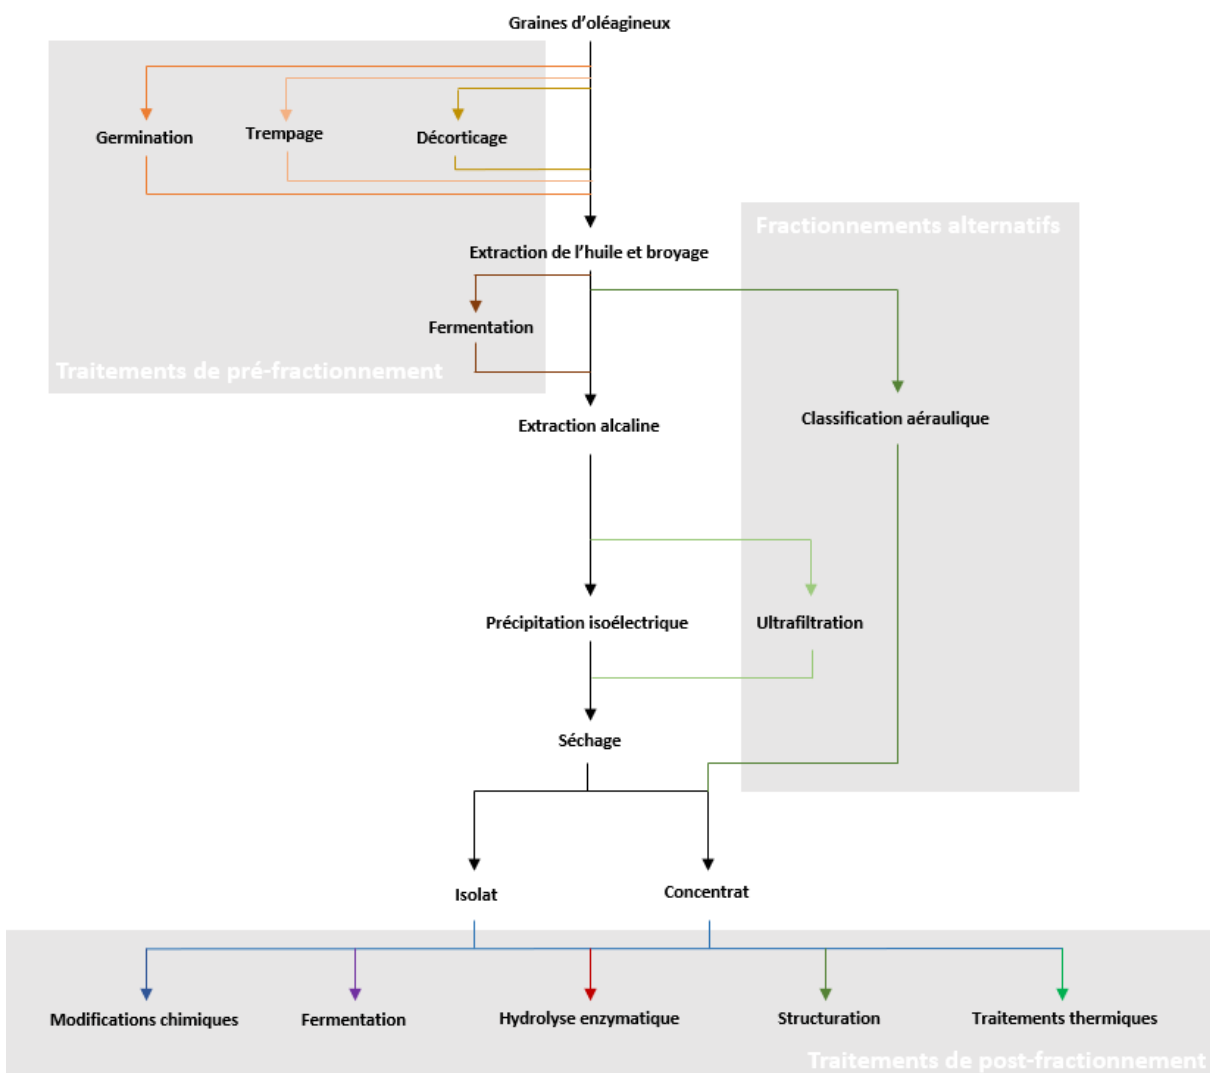 Graines d’oléagineux
Germination
Trempage
Décorticage
Fractionnements alternatifs
Extraction de l’huile et broyage
Fermentation
Traitements de pré-fractionnement
Extraction alcaline
Classification aéraulique
Précipitation isoélectrique
Ultrafiltration
Séchage
Isolat
Concentrat
Modifications chimiques
Fermentation
Hydrolyse enzymatique
Structuration
Traitements thermiques
Traitements de post-fractionnement